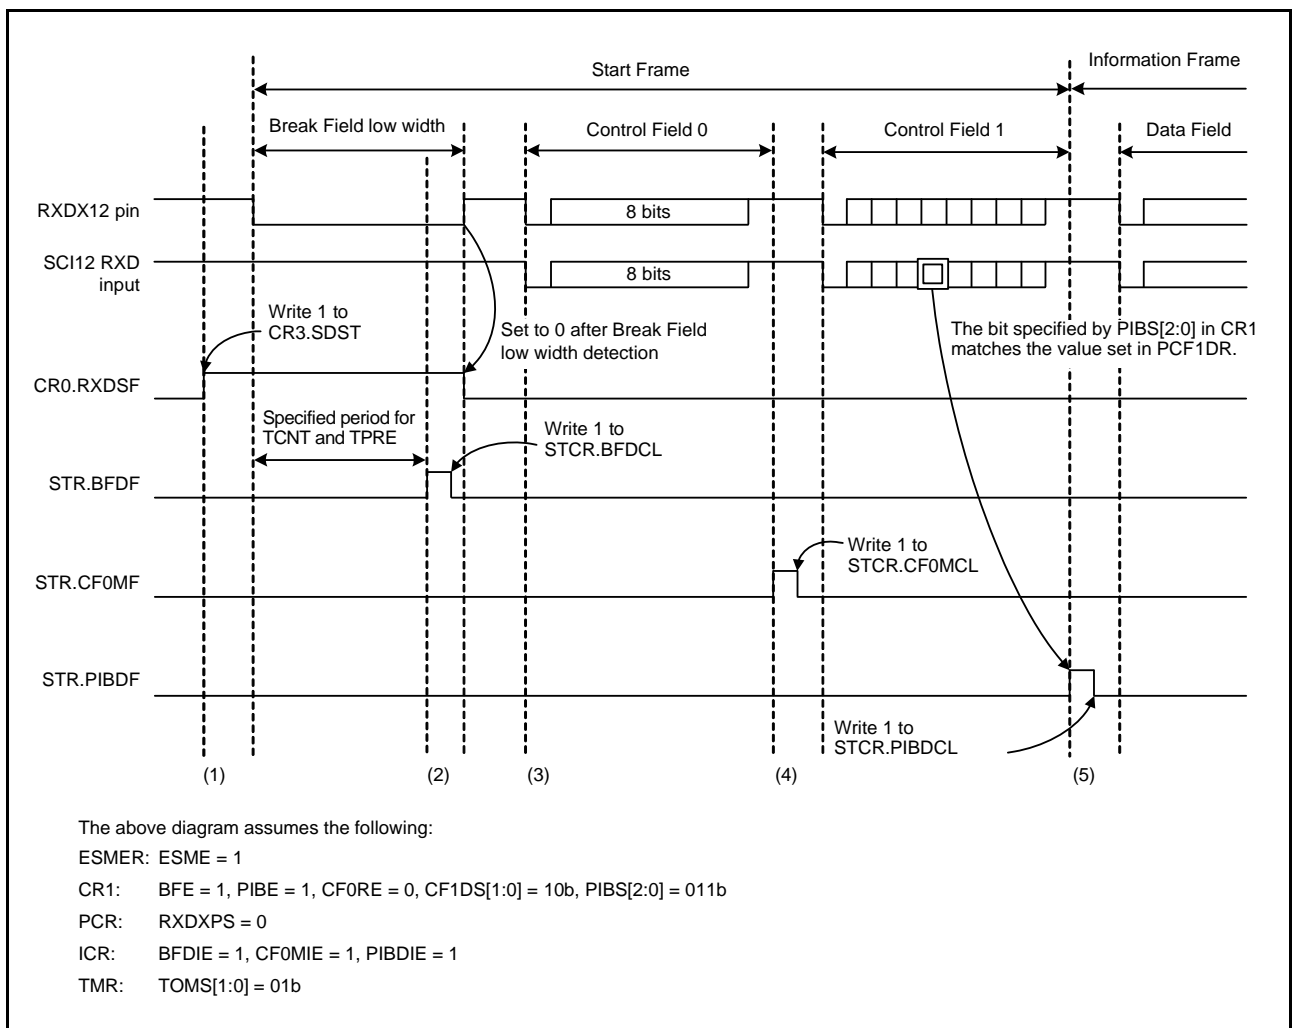 Start Frame
Information Frame
Break Field low width
Control Field 0
Control Field 1
Data Field
RXDX12 pin
8 bits
SCI12 RXD
input
8 bits
Write 1 to
CR3.SDST
Set to 0 after Break Field
low width detection
The bit specified by PIBS[2:0] in CR1
matches the value set in PCF1DR.
CR0.RXDSF
Specified period for
TCNT and TPRE
Write 1 to
STCR.BFDCL
STR.BFDF
Write 1 to
STCR.CF0MCL
STR.CF0MF
STR.PIBDF
Write 1 to
STCR.PIBDCL
(1)
(2)
(3)
(4)
(5)
The above diagram assumes the following:
ESMER: ESME = 1
CR1: BFE = 1, PIBE = 1, CF0RE = 0, CF1DS[1:0] = 10b, PIBS[2:0] = 011b
PCR: RXDXPS = 0
ICR: BFDIE = 1, CF0MIE = 1, PIBDIE = 1
TMR: TOMS[1:0] = 01b